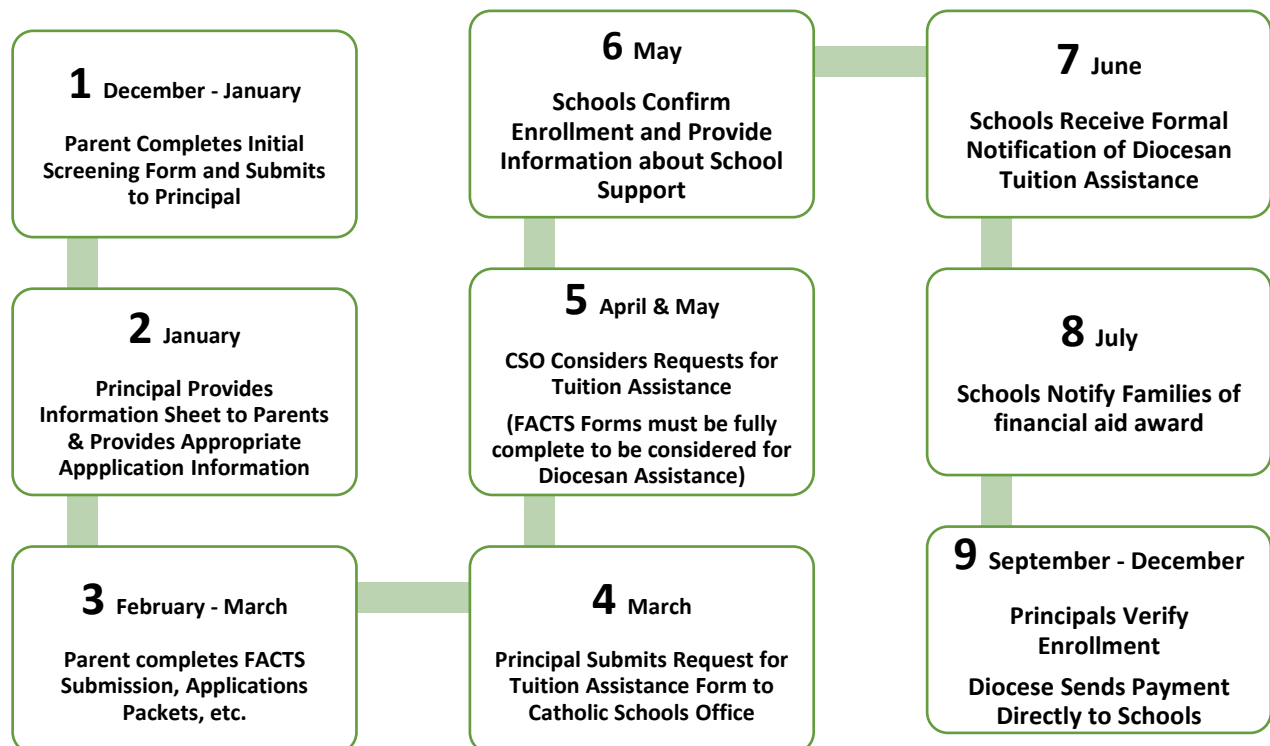 1 December - January
Parent Completes Initial
Screening Form and Submits
to Principal
2 January
Principal Provides
Information Sheet to Parents
& Provides Appropriate
Appplication Information
3 February - March
Parent completes FACTS
Submission, Applications
Packets, etc.
4 March
Principal Submits Request for
Tuition Assistance Form to
Catholic Schools Office
5 April & May
CSO Considers Requests for
Tuition Assistance
(FACTS Forms must be fully
complete to be considered for
Diocesan Assistance)
6 May
Schools Confirm
Enrollment and Provide
Information about School
Support
7 June
Schools Receive Formal
Notification of Diocesan
Tuition Assistance
8 July
Schools Notify Families of
financial aid award
9 September - December
Principals Verify
Enrollment
Diocese Sends Payment
Directly to Schools